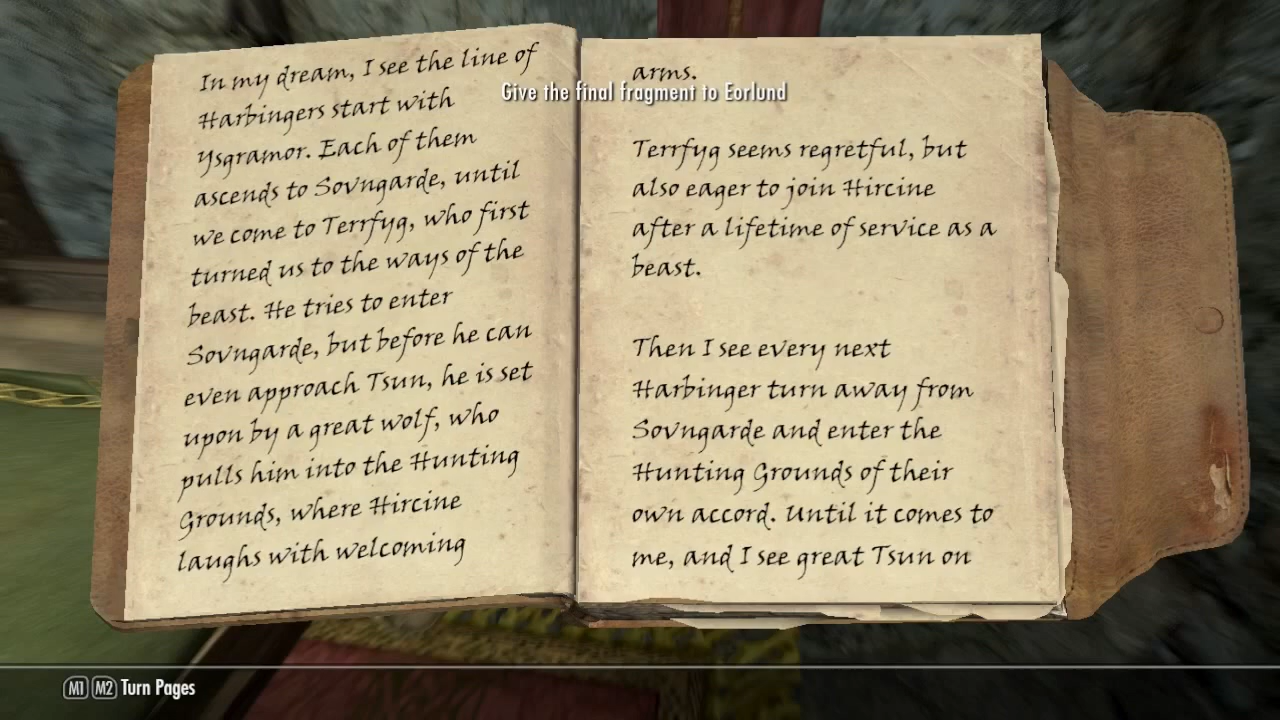 In my dream, I see the line of
Harbingers start with
Ysgramor. Each of them
ascends to Sovngarde, until
we come to Terrfyg, who first
turned us to the ways of the
beast. He tries to enter
Sovngarde, but before he can
even approach Tsun, he is set
upon by a great wolf, who
pulls him into the Hunting
Grounds, where Hircine
laughs with welcoming
arms.
Terrfyg seems regretful, but
also eager to join Hircine
after a lifetime of service as a
beast.
Then I see every next
Harbinger turn away from
Sovngarde and enter the
Hunting Grounds of their
own accord. Until it comes to
me, and I see great Tsun on
Give the final fragment to Eorlund
M1 M2 Turn Pages